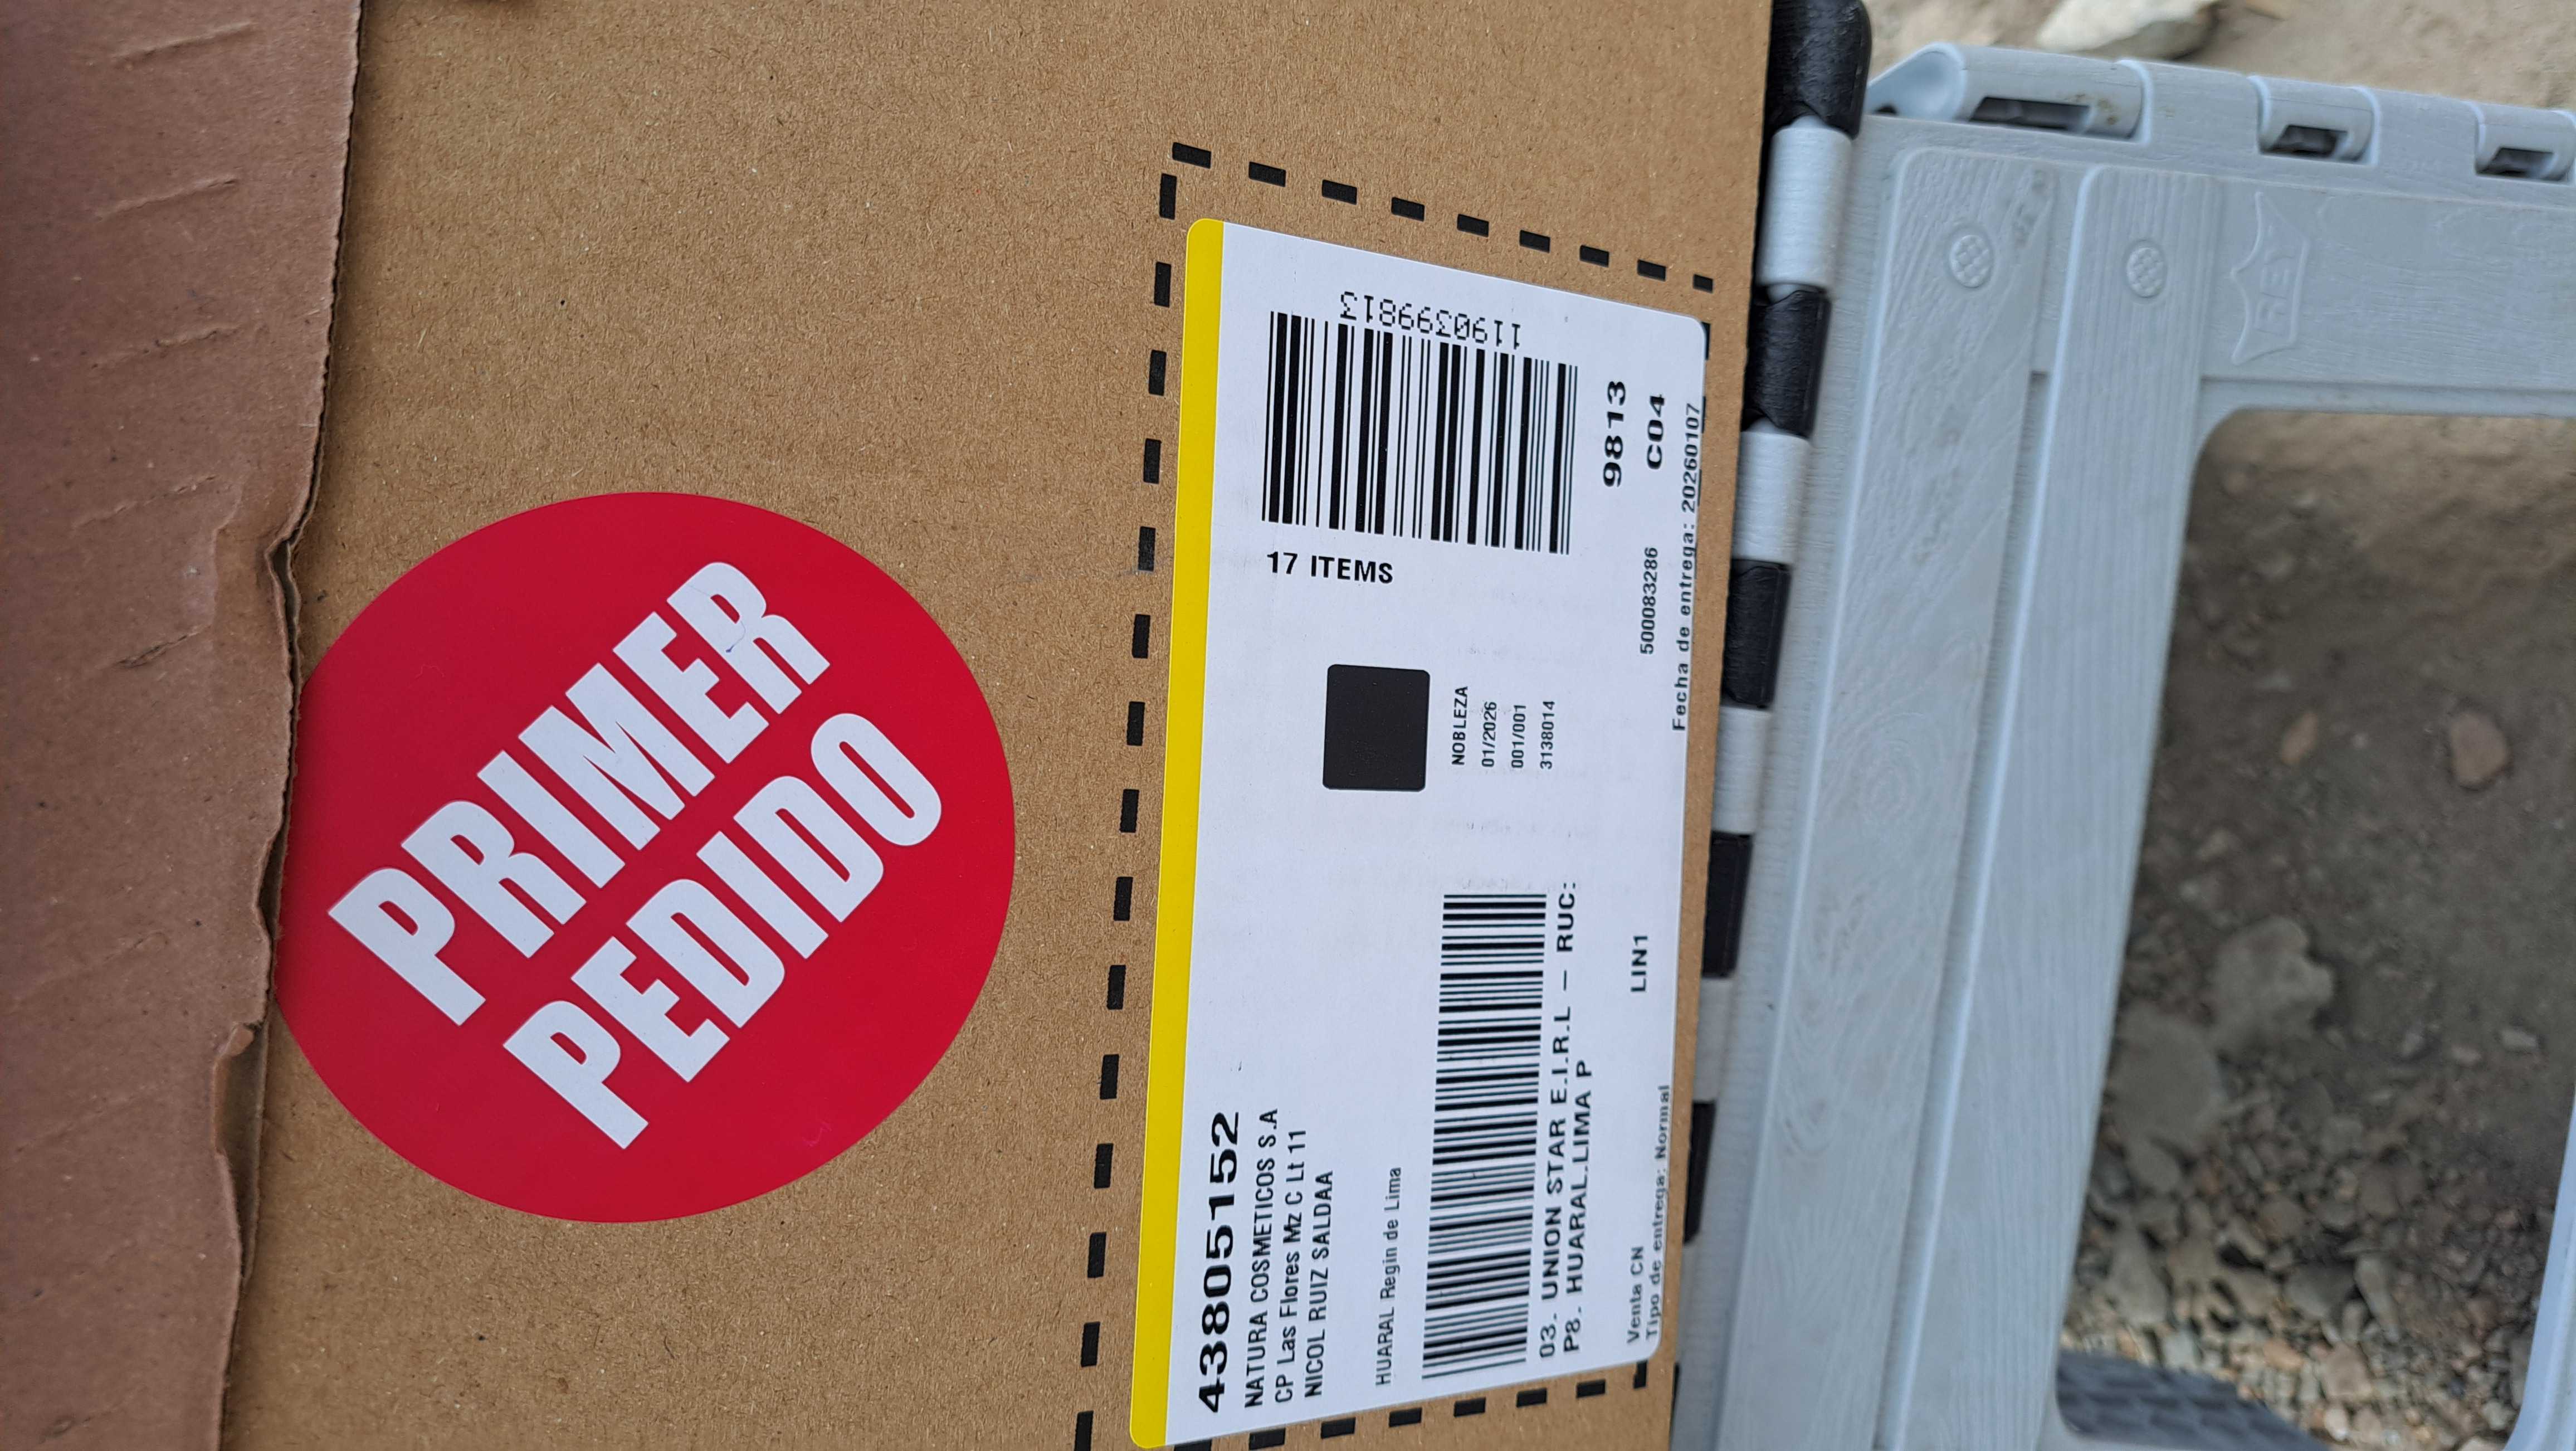 PRIMER
PEDIDO
43805152
NATURA COSMETICOS S.A
CP Las Flores Mz C Lt 11
NICOL RUIZ SALDAA
HUARAL Regin de Lima
03. UNION STAR E.I.R.L – RUC:
P8. HUARAL.LIMA P
Venta CN
LIN1
Tipo de entrega: Normal
NOBLEZA
01/2026
001/001
3138014
17 ITEMS
1190399813
9813
C04
500083286
Fecha de entrega: 20260107
REY